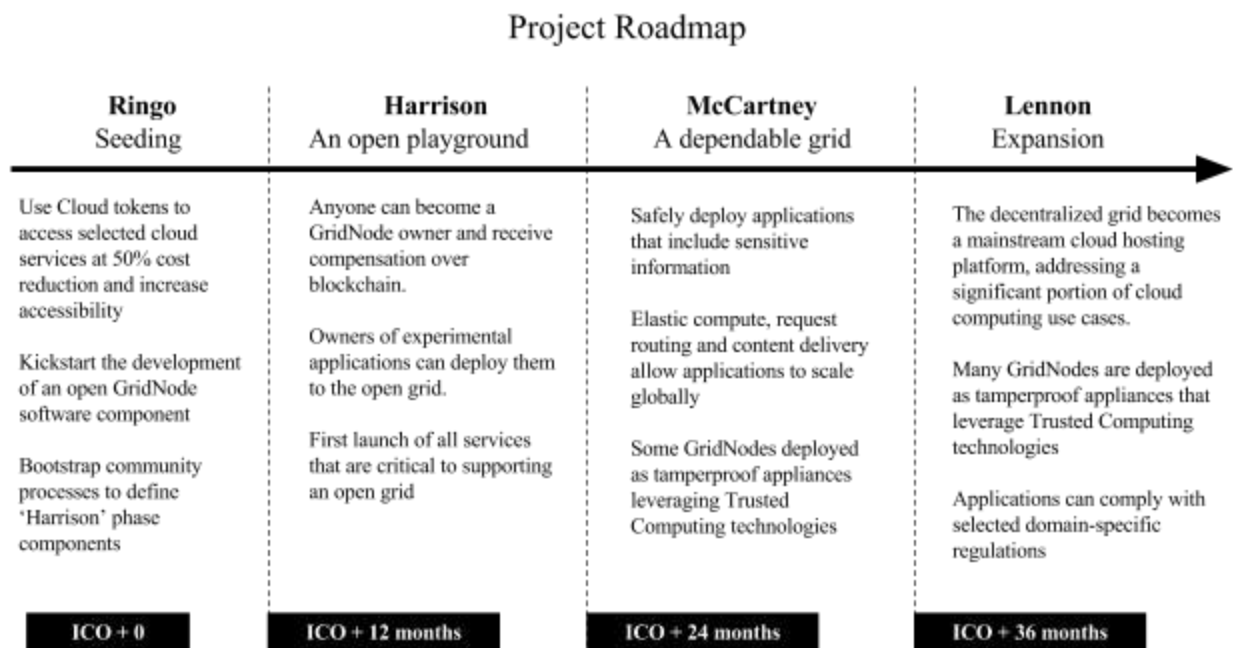 Project Roadmap
Ringo
Seeding
Harrison
An open playground
McCartney
A dependable grid
Lennon
Expansion
Use Cloud tokens to
access selected cloud
services at 50% cost
reduction and increase
accessibility
Kickstart the development
of an open GridNode
software component
Bootstrap community
processes to define
‘Harrison’ phase
components
Anyone can become a
GridNode owner and receive
compensation over
blockchain.
Owners of experimental
applications can deploy them
to the open grid.
First launch of all services
that are critical to supporting
an open grid
Safely deploy applications
that include sensitive
information
Elastic compute, request
routing and content delivery
allow applications to scale
globally
Some GridNodes deployed
as tamperproof appliances
leveraging Trusted
Computing technologies
The decentralized grid becomes
a mainstream cloud hosting
platform, addressing a
significant portion of cloud
computing use cases.
Many GridNodes are deployed
as tamperproof appliances that
leverage Trusted Computing
technologies
Applications can comply with
selected domain-specific
regulations
ICO + 0
ICO + 12 months
ICO + 24 months
ICO + 36 months